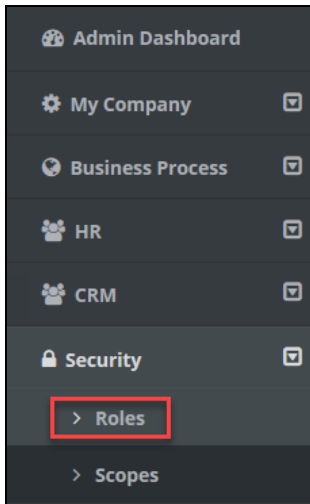 Admin Dashboard
My Company
Business Process
HR
CRM
Security
> Roles
> Scopes